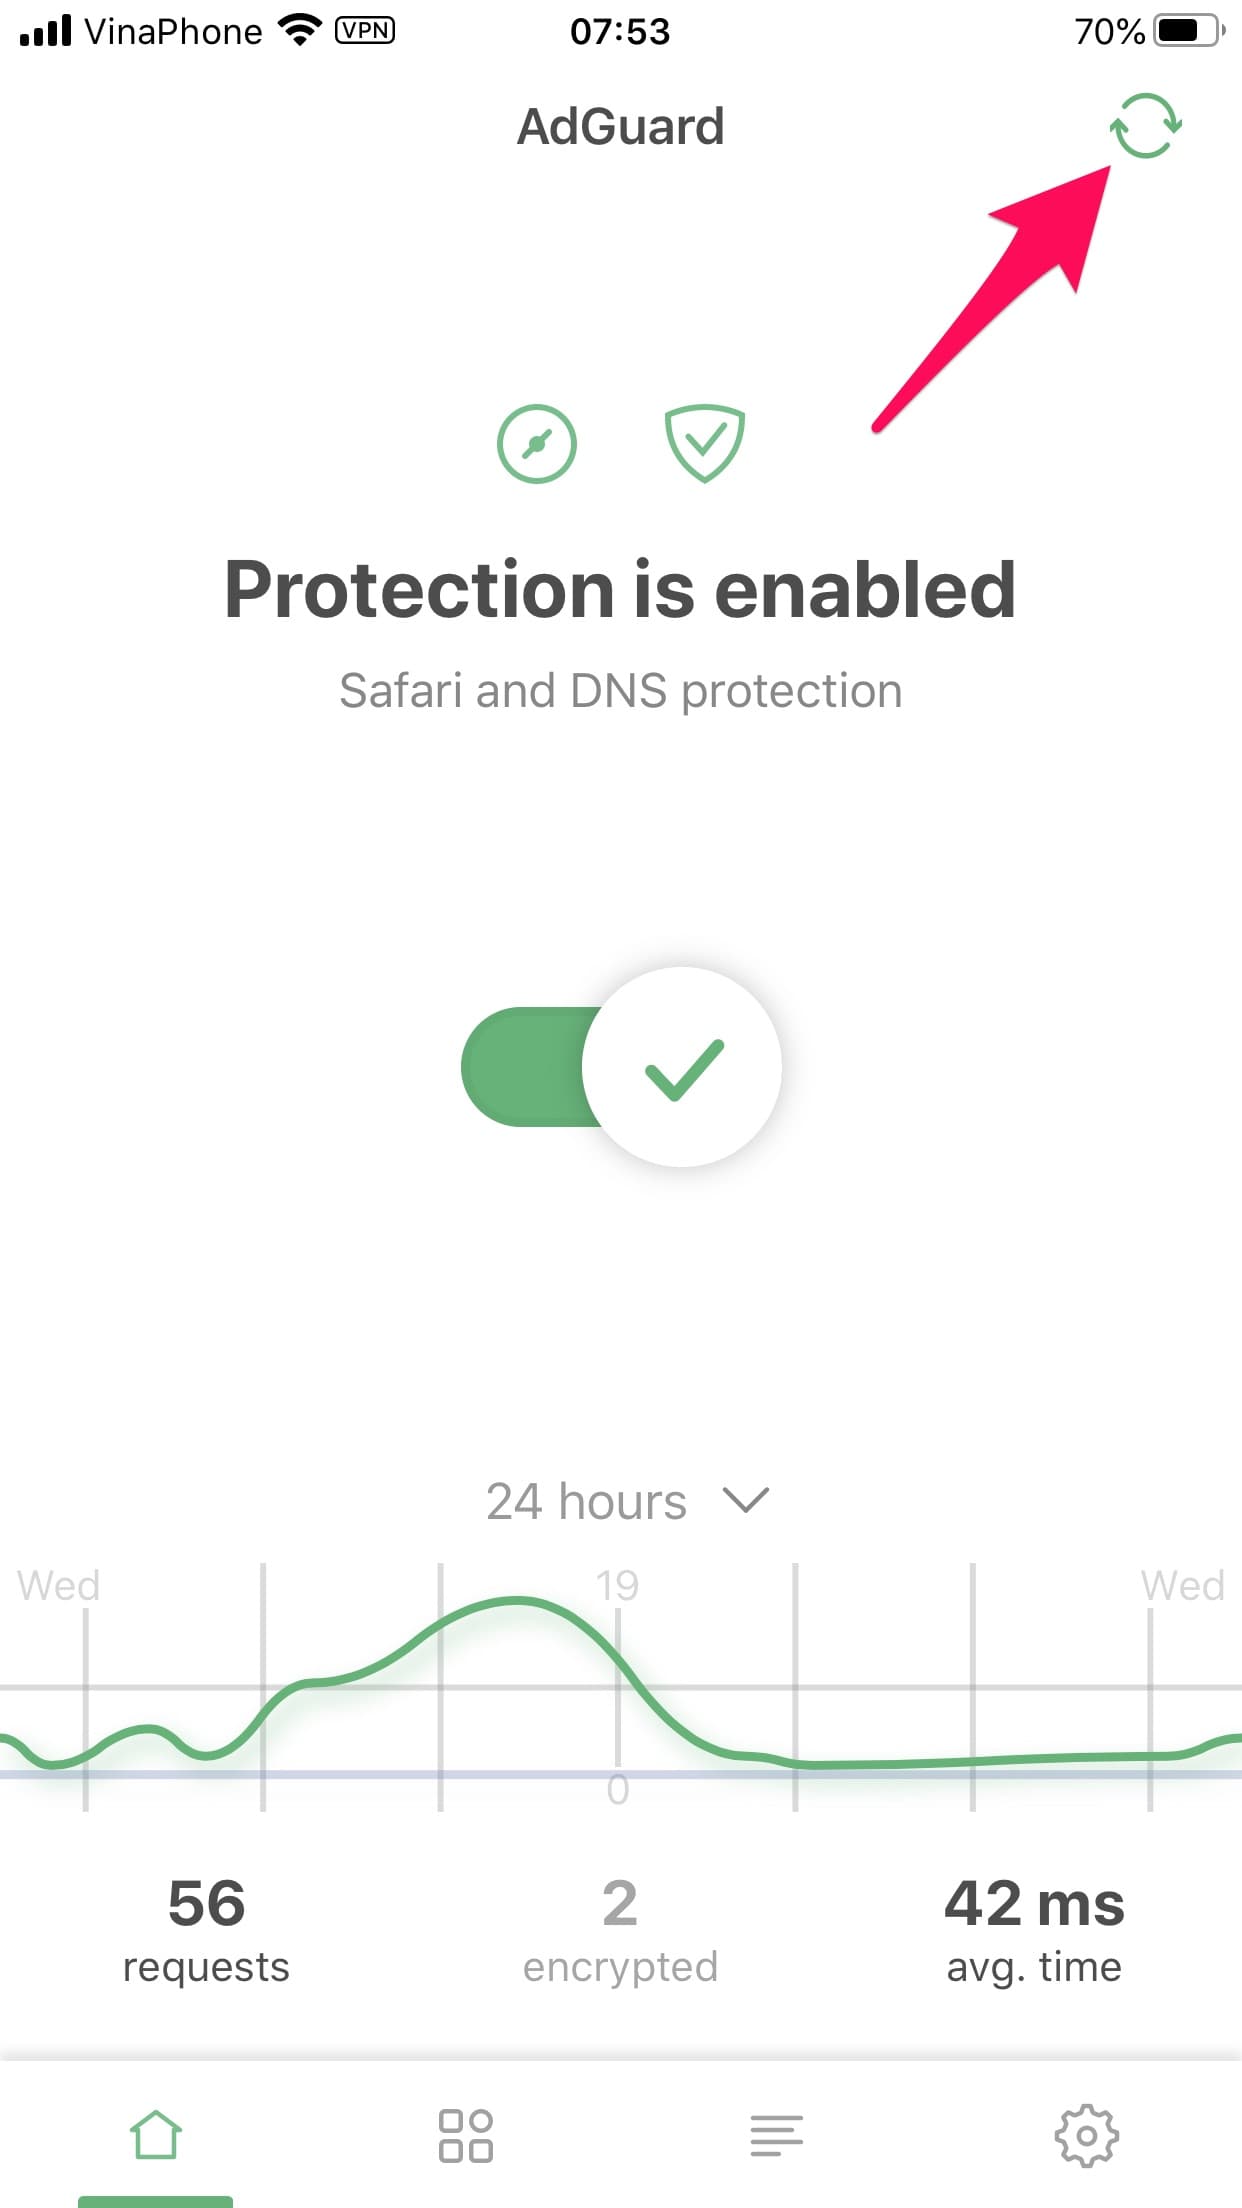 VinaPhone VPN 07:53 70%
AdGuard
Protection is enabled
Safari and DNS protection
24 hours
Wed 19 Wed
0
56 2 42 ms
requests encrypted avg. time